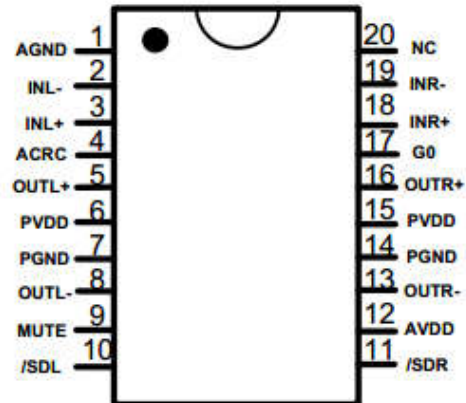 AGND 1 20 NC
INL- 2 19 INR-
INL+ 3 18 INR+
ACRC 4 17 G0
OUTL+ 5 16 OUTR+
PVDD 6 15 PVDD
PGND 7 14 PGND
OUTL- 8 13 OUTR-
MUTE 9 12 AVDD
/SDL 10 11 /SDR